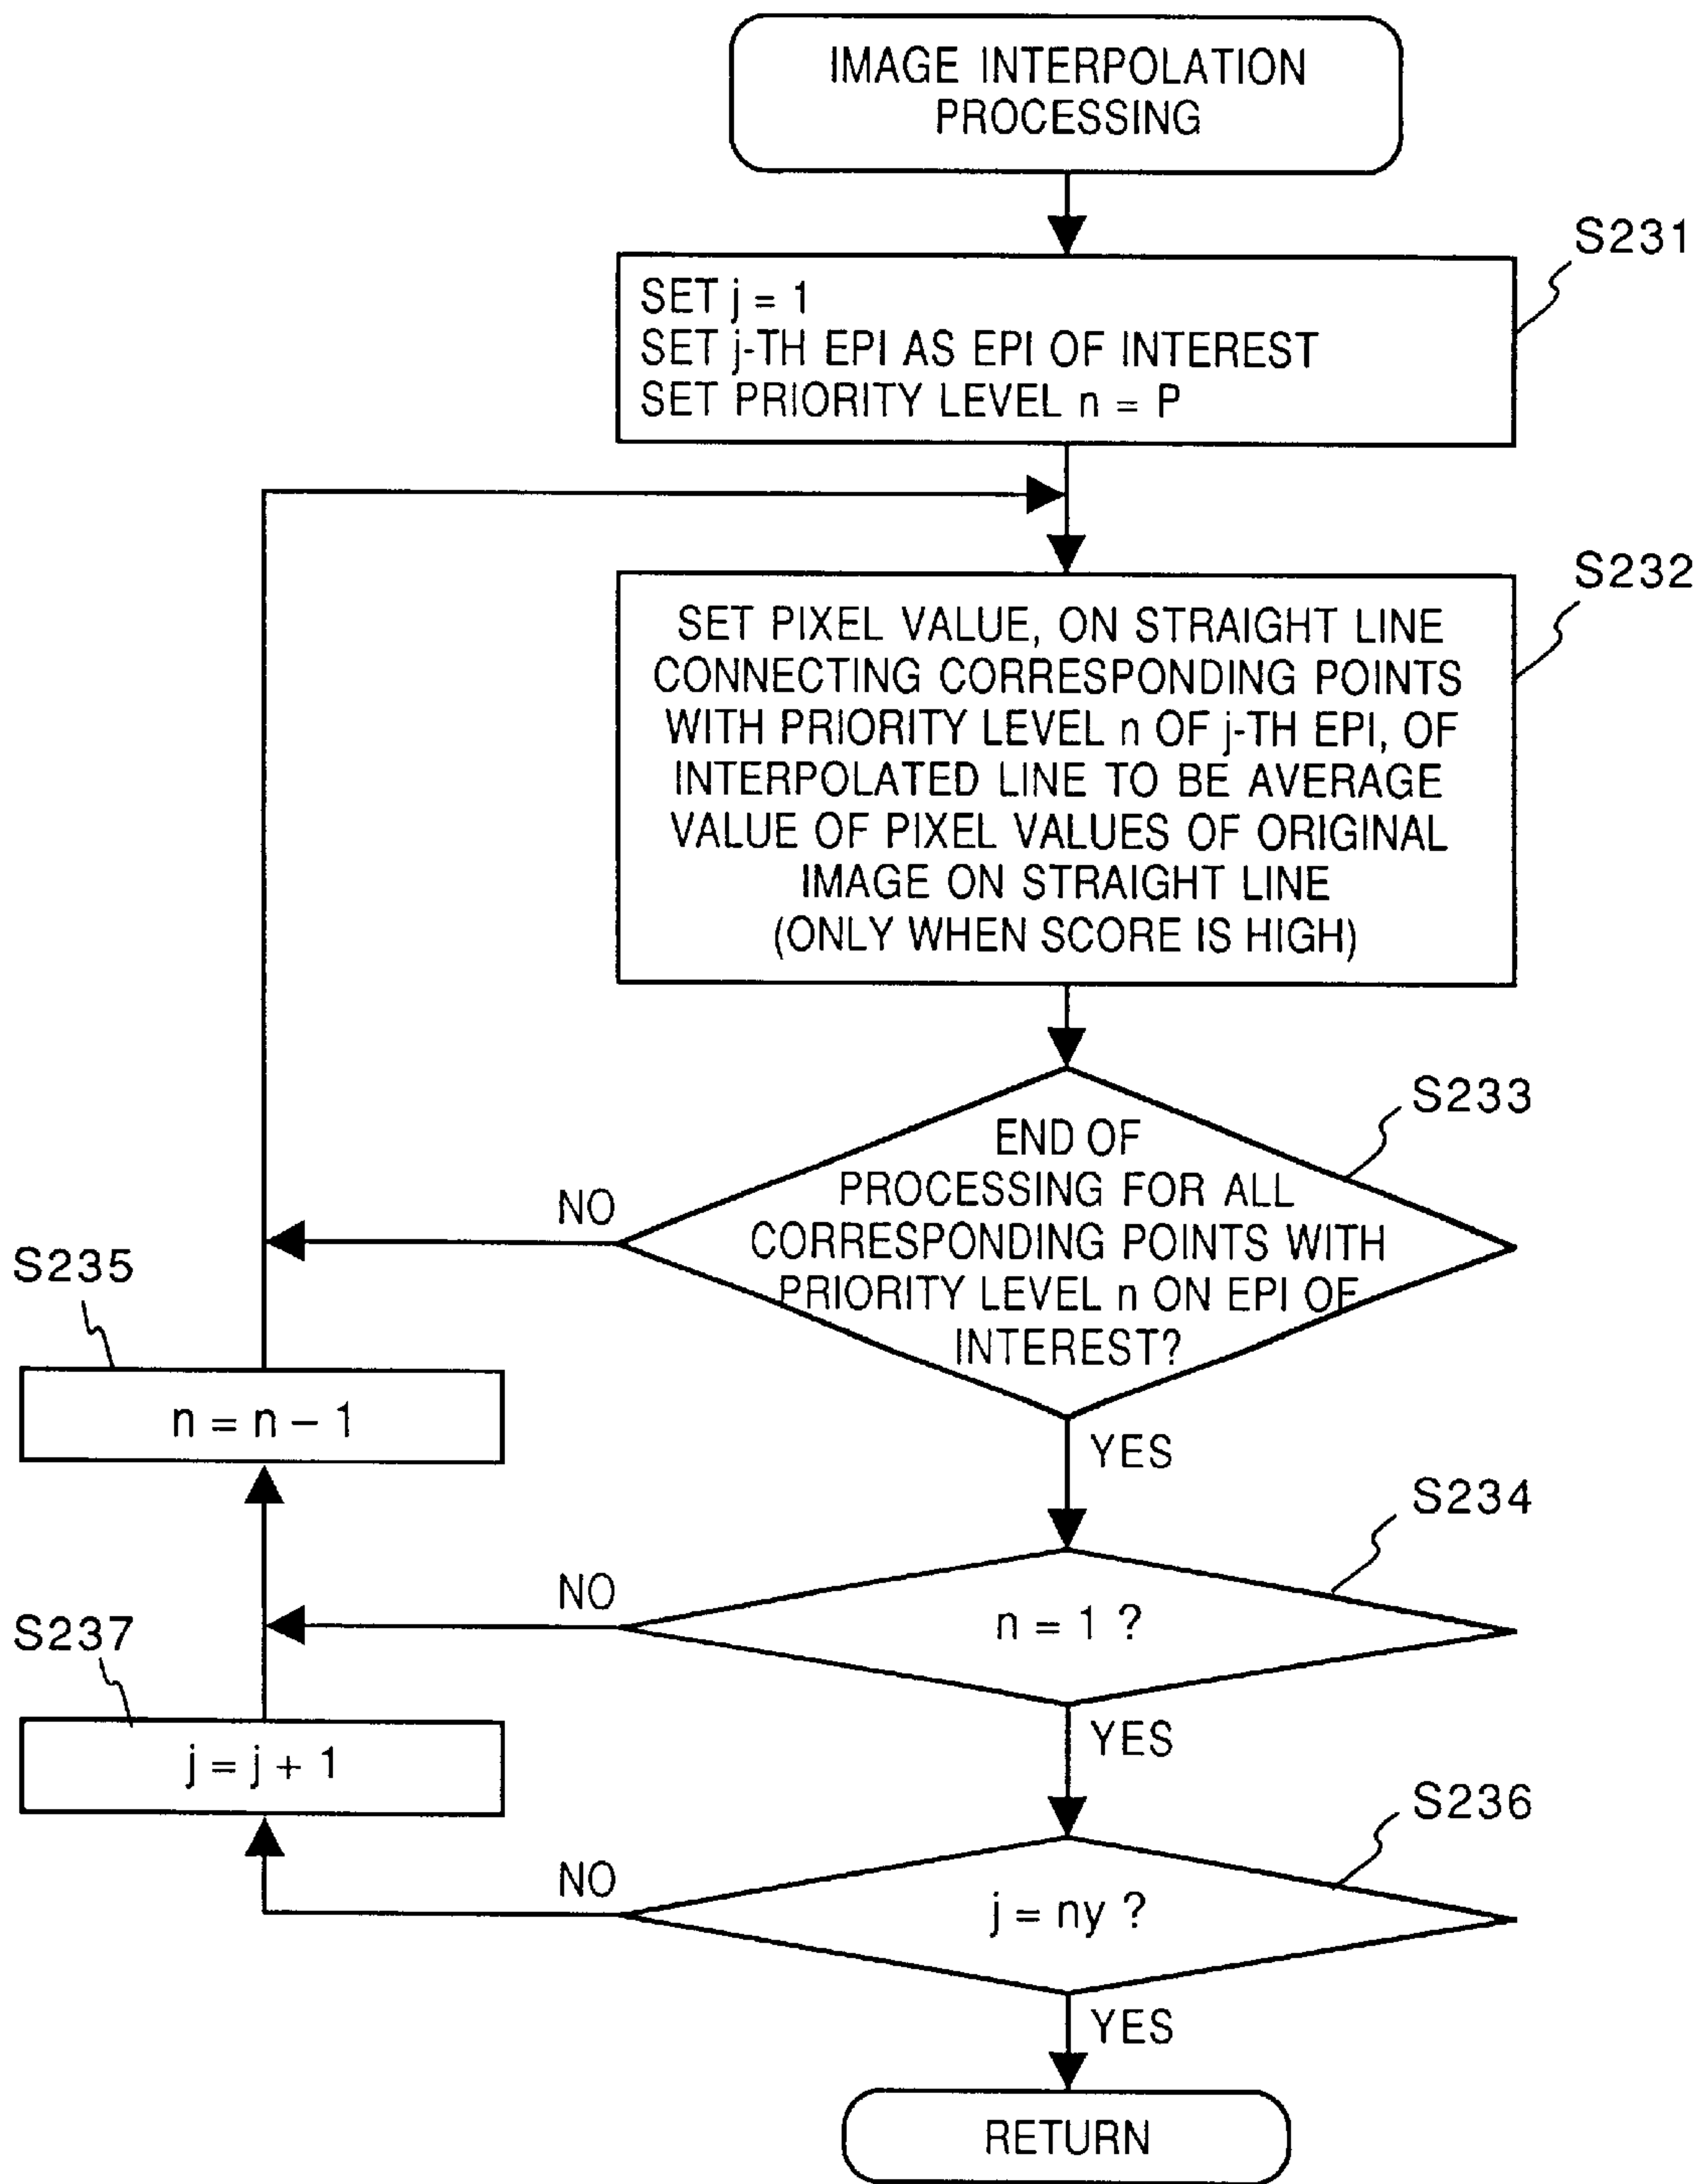 IMAGE INTERPOLATION
PROCESSING
S231
SET j = 1
SET j-TH EPI AS EPI OF INTEREST
SET PRIORITY LEVEL n = P
S232
SET PIXEL VALUE, ON STRAIGHT LINE
CONNECTING CORRESPONDING POINTS
WITH PRIORITY LEVEL n OF j-TH EPI, OF
INTERPOLATED LINE TO BE AVERAGE
VALUE OF PIXEL VALUES OF ORIGINAL
IMAGE ON STRAIGHT LINE
(ONLY WHEN SCORE IS HIGH)
S233
END OF
PROCESSING FOR ALL
CORRESPONDING POINTS WITH
PRIORITY LEVEL n ON EPI OF
INTEREST?
NO
YES
S235
n = n – 1
S234
n = 1 ?
NO
YES
S237
j = j + 1
S236
j = ny ?
NO
YES
RETURN